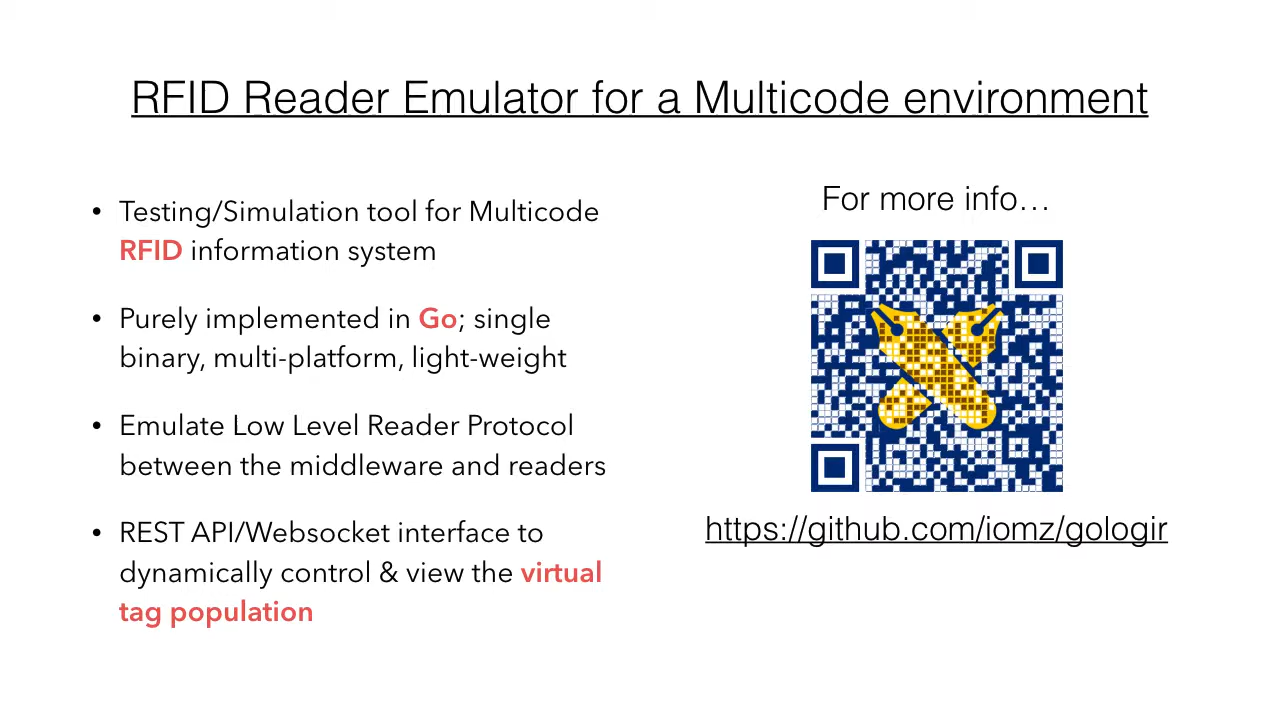 RFID Reader Emulator for a Multicode environment
• Testing/Simulation tool for Multicode
RFID information system
• Purely implemented in Go; single
binary, multi-platform, light-weight
• Emulate Low Level Reader Protocol
between the middleware and readers
• REST API/Websocket interface to
dynamically control & view the virtual
tag population
For more info…
https://github.com/iomz/gologir